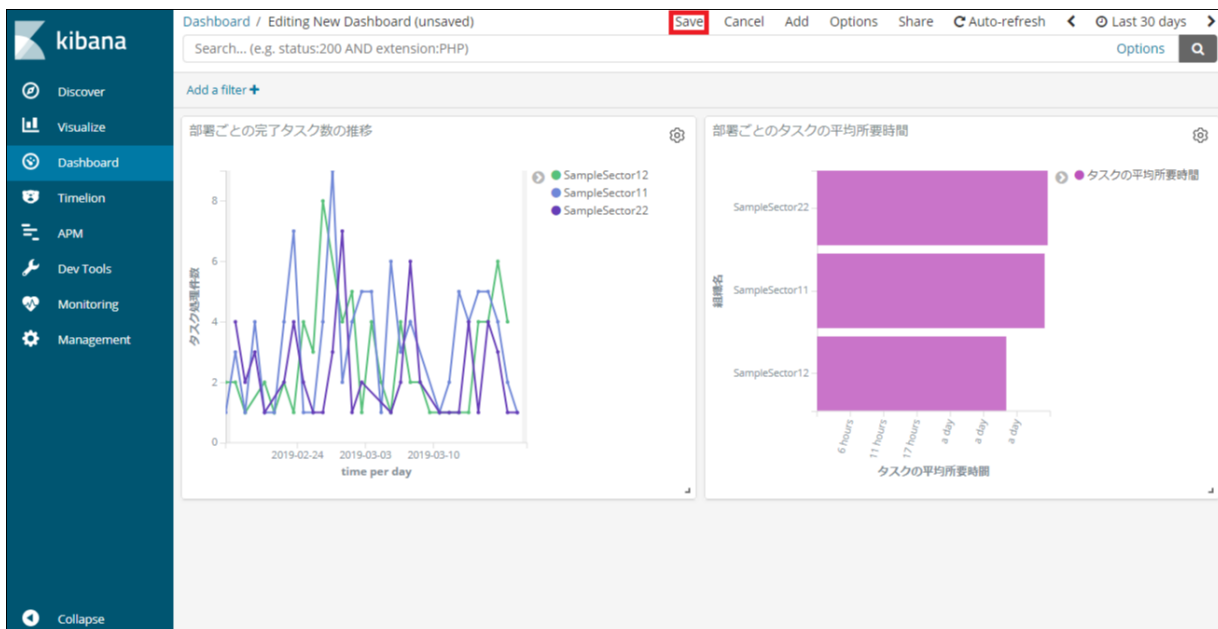 kibana
Discover
Visualize
Dashboard
Timelion
APM
Dev Tools
Monitoring
Management
Collapse
Dashboard / Editing New Dashboard (unsaved)
Save Cancel Add Options Share Auto-refresh Last 30 days
Search... (e.g. status:200 AND extension:PHP)
Options
Add a filter
部署ごとの完了タスク数の推移
SampleSector12
SampleSector11
SampleSector22
タスク処理件数
8
6
4
2
0
2019-02-24 2019-03-03 2019-03-10
time per day
部署ごとのタスクの平均所要時間
タスクの平均所要時間
組織名
SampleSector22
SampleSector11
SampleSector12
6 hours
11 hours
17 hours
a day
a day
a day
タスクの平均所要時間